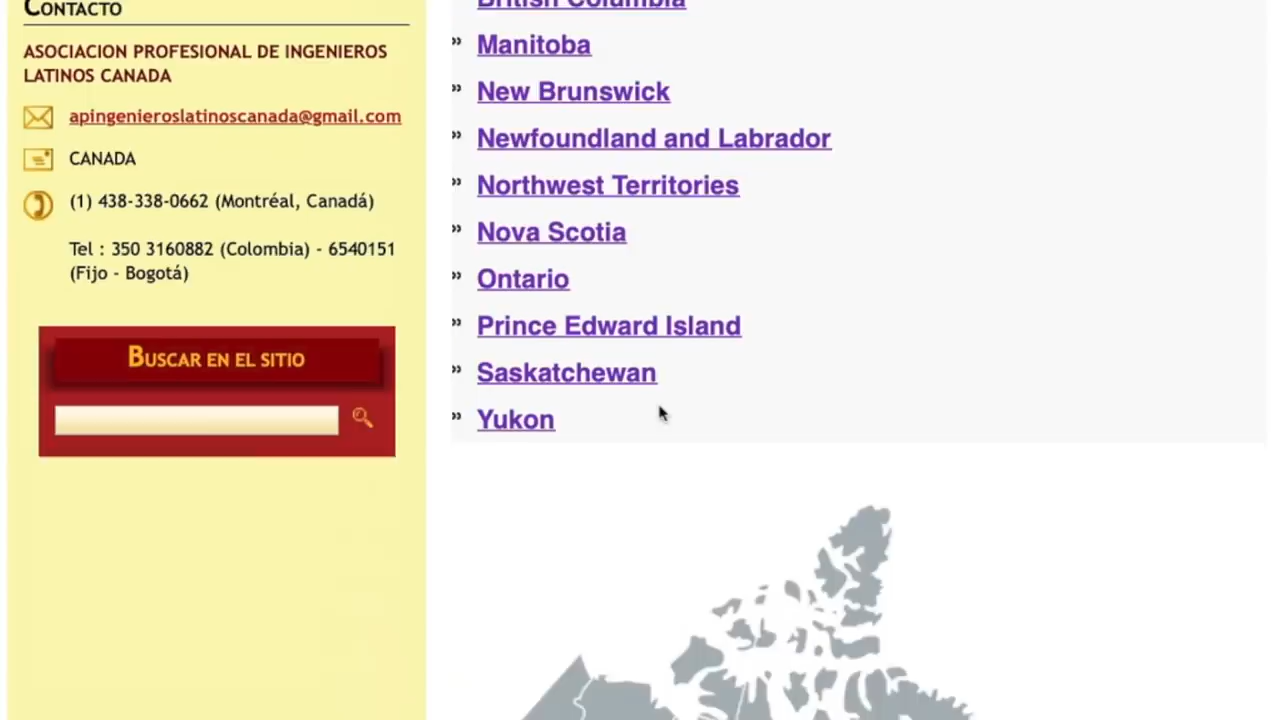 CONTACTO
ASOCIACION PROFESIONAL DE INGENIEROS
LATINOS CANADA
apingenieroslatinoscanada@gmail.com
CANADA
(1) 438-338-0662 (Montréal, Canadá)
Tel : 350 3160882 (Colombia) - 6540151
(Fijo - Bogotá)
BUSCAR EN EL SITIO
British Columbia
» Manitoba
» New Brunswick
» Newfoundland and Labrador
» Northwest Territories
» Nova Scotia
» Ontario
» Prince Edward Island
» Saskatchewan
» Yukon